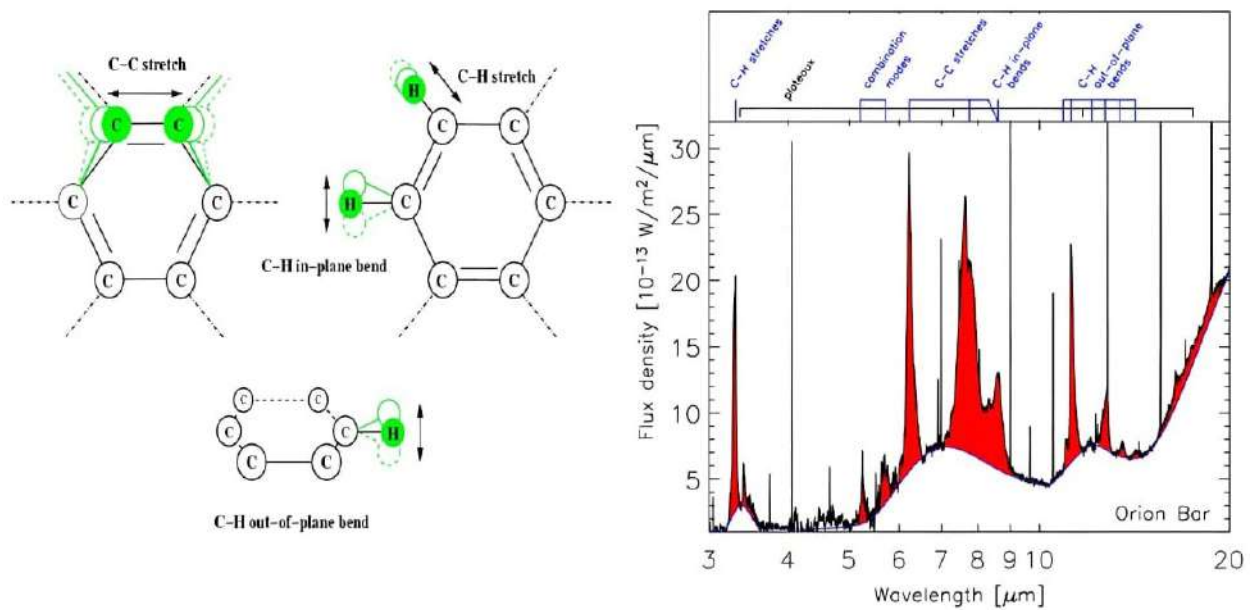 C–C stretch
C
C
C
C
C
C
C–H stretch
H
C
C
H
C
C
C
C
C–H in–plane bend
C
C
C
C
H
C
C
C–H out–of–plane bend
C–H stretches
plateaux
combination
modes
C–C stretches
C–H in–plane
bends
C–H
out–of–plane
bends
Flux density [10⁻¹³ W/m²/μm]
30
25
20
15
10
5
Orion Bar
3
4
5
6
7
8
9
10
20
Wavelength [μm]